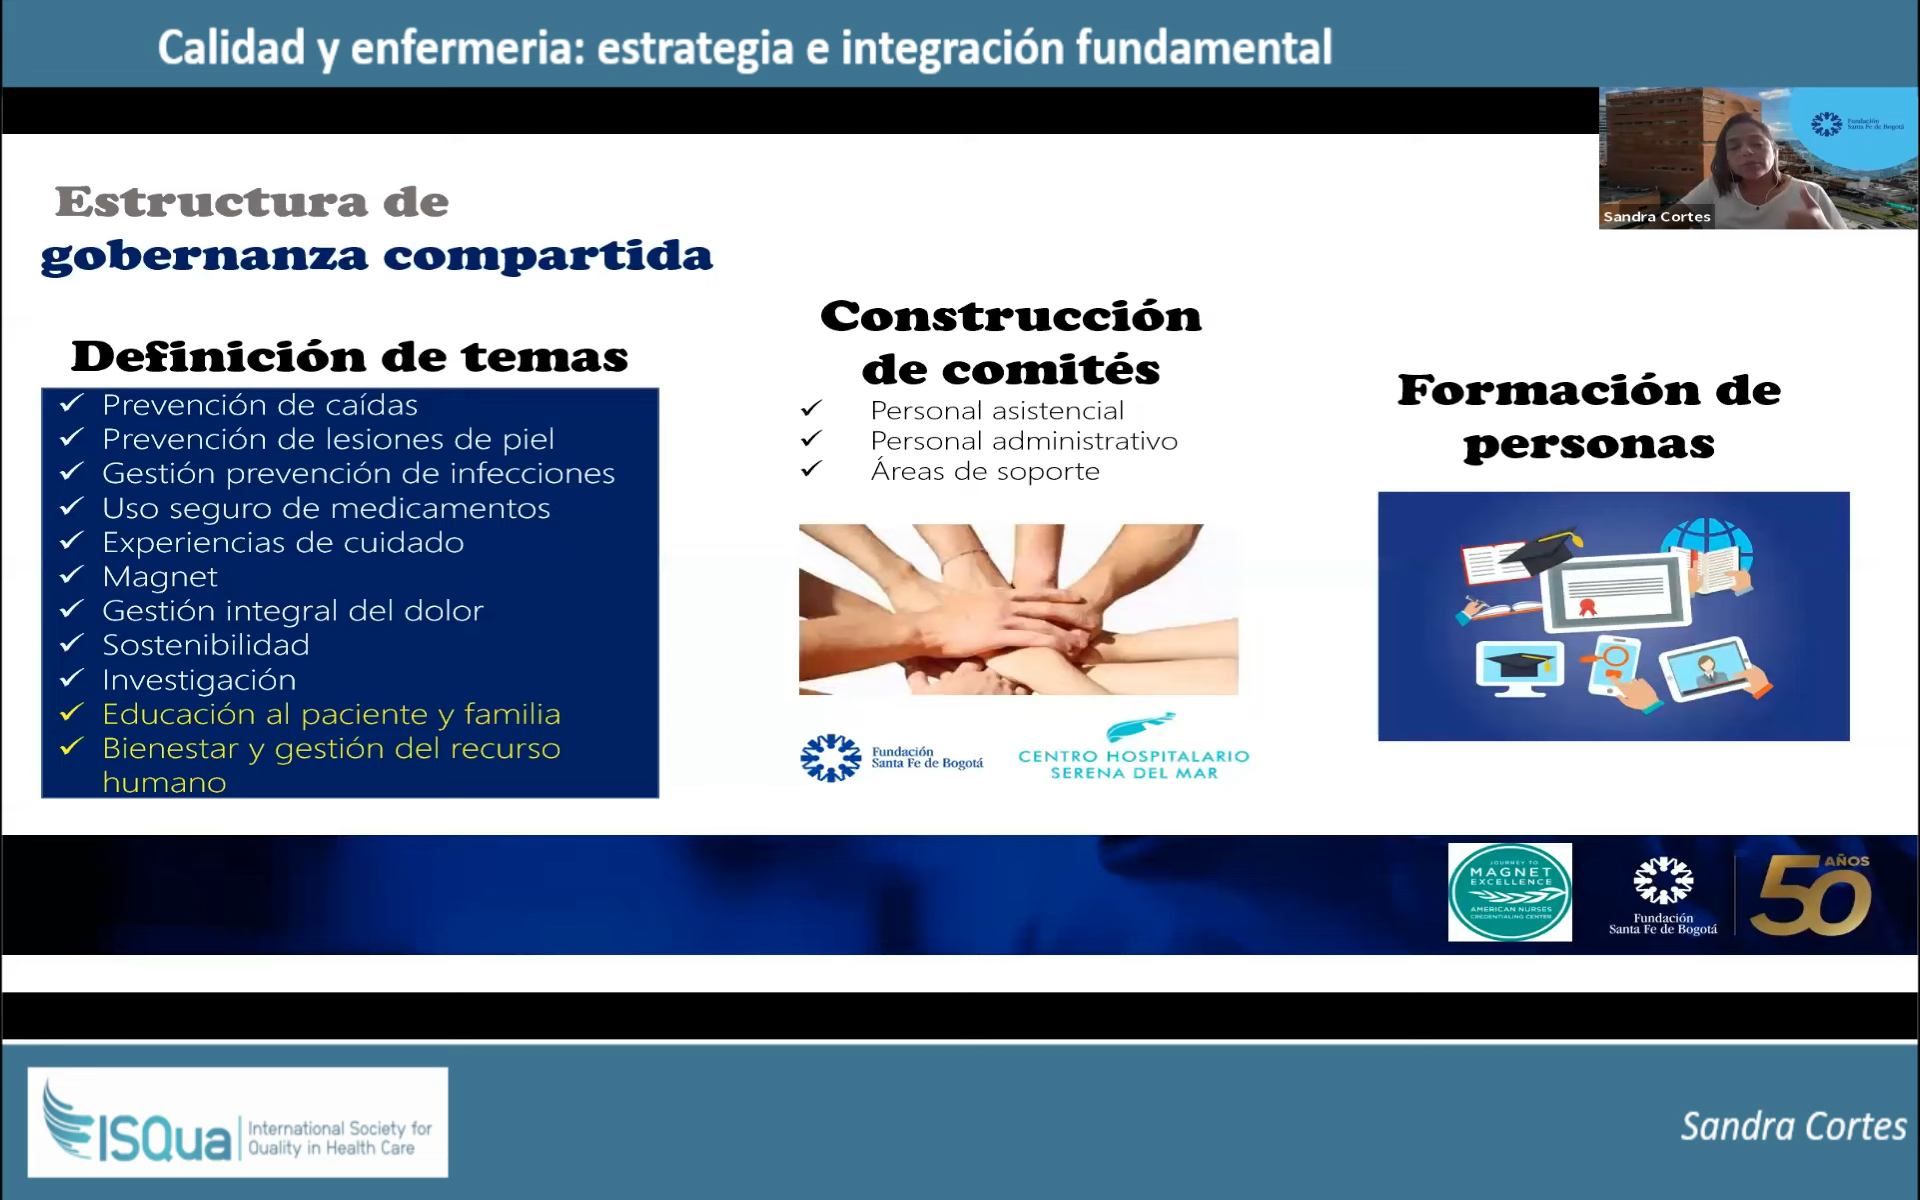 Calidad y enfermeria: estrategia e integración fundamental
Fundación
Santa Fe de Bogotá
Sandra Cortes
Estructura de
gobernanza compartida
Definición de temas
✓ Prevención de caídas
✓ Prevención de lesiones de piel
✓ Gestión prevención de infecciones
✓ Uso seguro de medicamentos
✓ Experiencias de cuidado
✓ Magnet
✓ Gestión integral del dolor
✓ Sostenibilidad
✓ Investigación
✓ Educación al paciente y familia
✓ Bienestar y gestión del recurso
humano
Construcción
de comités
✓ Personal asistencial
✓ Personal administrativo
✓ Áreas de soporte
Fundación
Santa Fe de Bogotá
CENTRO HOSPITALARIO
SERENA DEL MAR
Formación de
personas
JOURNEY TO
MAGNET
EXCELLENCE
AMERICAN NURSES
CREDENTIALING CENTER
Fundación
Santa Fe de Bogotá
50 AÑOS
ISQua
International Society for
Quality in Health Care
Sandra Cortes